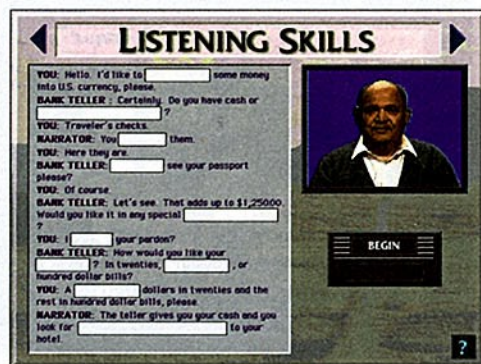 LISTENING SKILLS
YOU: Hello. I'd like to some money
into U.S. currency, please.
BANK TELLER : Certainly. Do you have cash or
?
YOU: Traveler's checks.
NARRATOR: You them.
YOU: Here they are.
BANK TELLER: see your passport
please?
YOU: Of course.
BANK TELLER: Let's see. That adds up to $1,250.00.
Would you like it in any special
?
YOU: I your pardon?
BANK TELLER: How would you like your
? In twenties, , or
hundred dollar bills?
YOU: A dollars in twenties and the
rest in hundred dollar bills, please.
NARRATOR: The teller gives you your cash and you
look for to your
hotel.
BEGIN
?